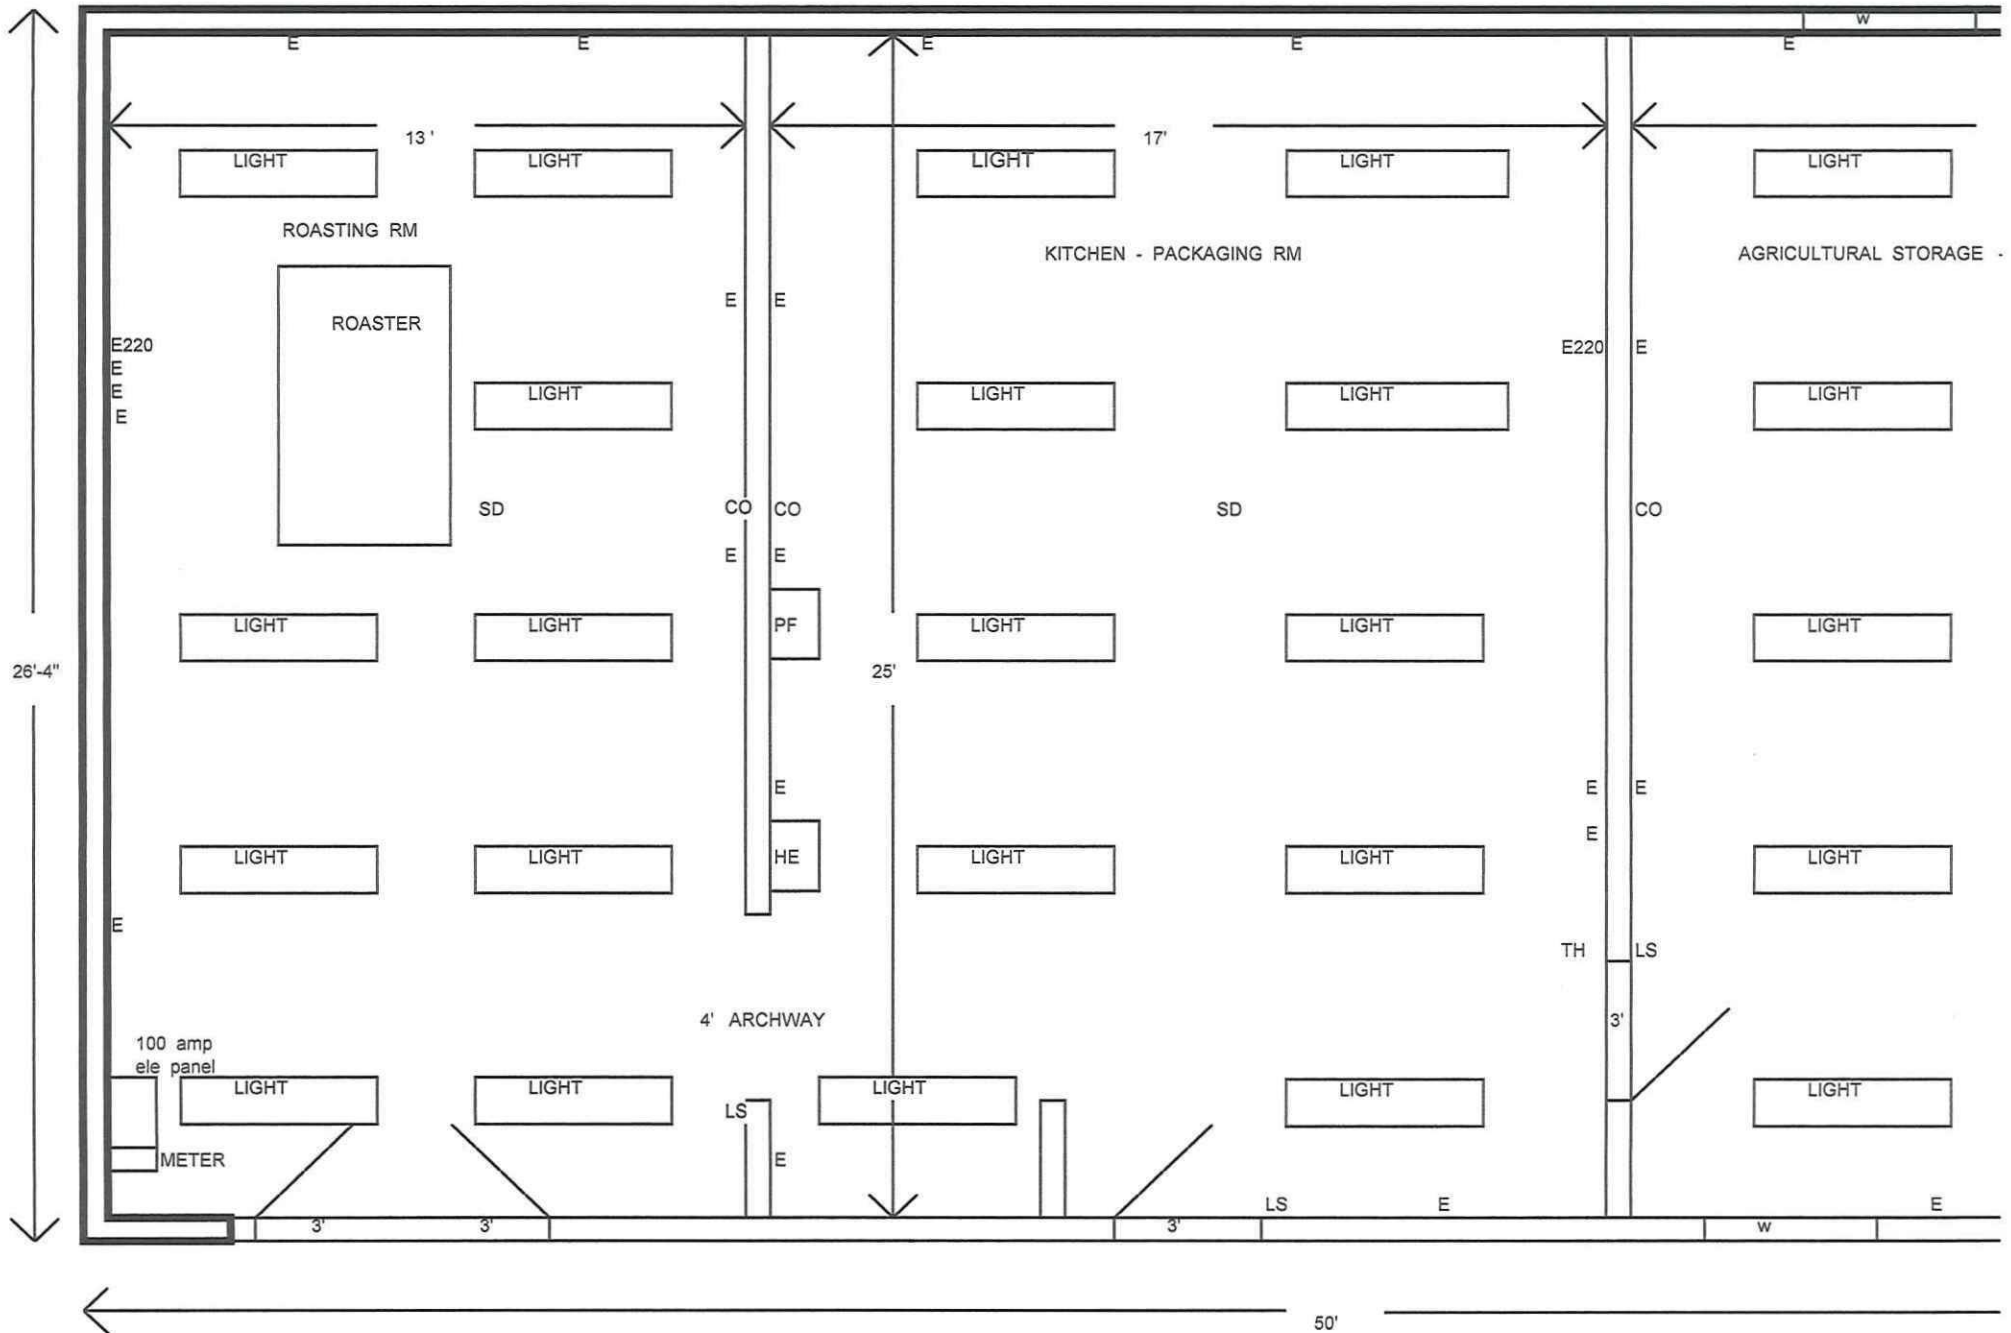 W
E E E E E
13 ' 17'
LIGHT LIGHT LIGHT LIGHT LIGHT
ROASTING RM
KITCHEN - PACKAGING RM AGRICULTURAL STORAGE -
E E
ROASTER
E220 E220 E
E
E
E
LIGHT LIGHT LIGHT LIGHT
SD CO CO SD CO
E E
LIGHT LIGHT PF LIGHT LIGHT LIGHT
26'-4" 25'
E E E
E
LIGHT LIGHT HE LIGHT LIGHT LIGHT
E
TH LS
4' ARCHWAY 3'
100 amp
ele panel
LIGHT LIGHT LIGHT LIGHT LIGHT
LS
METER E
LS E E
3' 3' 3' W
50'